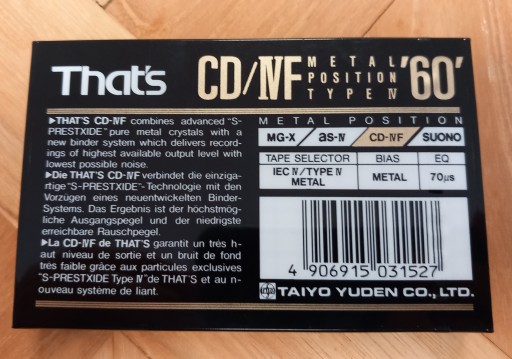 That's
CD/IVF
METAL
POSITION
TYPE IV
'60'
►THAT'S CD-IVF combines advanced "S-
PRESTXIDE" pure metal crystals with a
new binder system which delivers record-
ings of highest available output level with
lowest possible noise.
►Die THAT'S CD-IVF verbindet die einziga-
rtige "S-PRESTXIDE"-Technologie mit den
Vorzügen eines neuentwickelten Binder-
Systems. Das Ergebnis ist der höchstmög-
liche Ausgangspegel und der niedrigste
erreichbare Rauschpegel.
►La CD-IVF de THAT'S garantit un très h-
aut niveau de sortie et un bruit de fond
très faible grâce aux particules exclusives
"S-PRESTXIDE Type IV" de THAT'S et au n-
ouveau systeme de liant.
METAL POSITION
MG-X as-IV CD-IVF SUONO
TAPE SELECTOR BIAS EQ
IEC IV/TYPE IV METAL 70µs
METAL
4 906915 031527
TAIYO YUDEN CO., LTD.